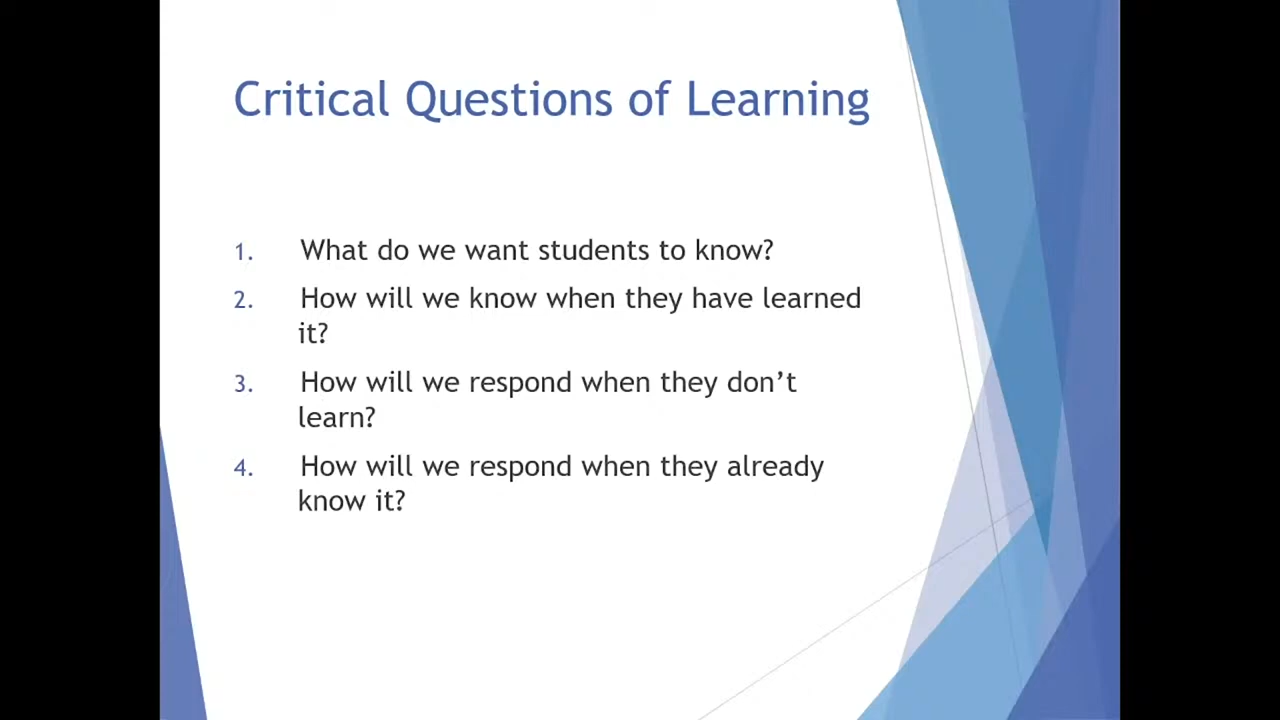 Critical Questions of Learning
1. What do we want students to know?
2. How will we know when they have learned
it?
3. How will we respond when they don’t
learn?
4. How will we respond when they already
know it?